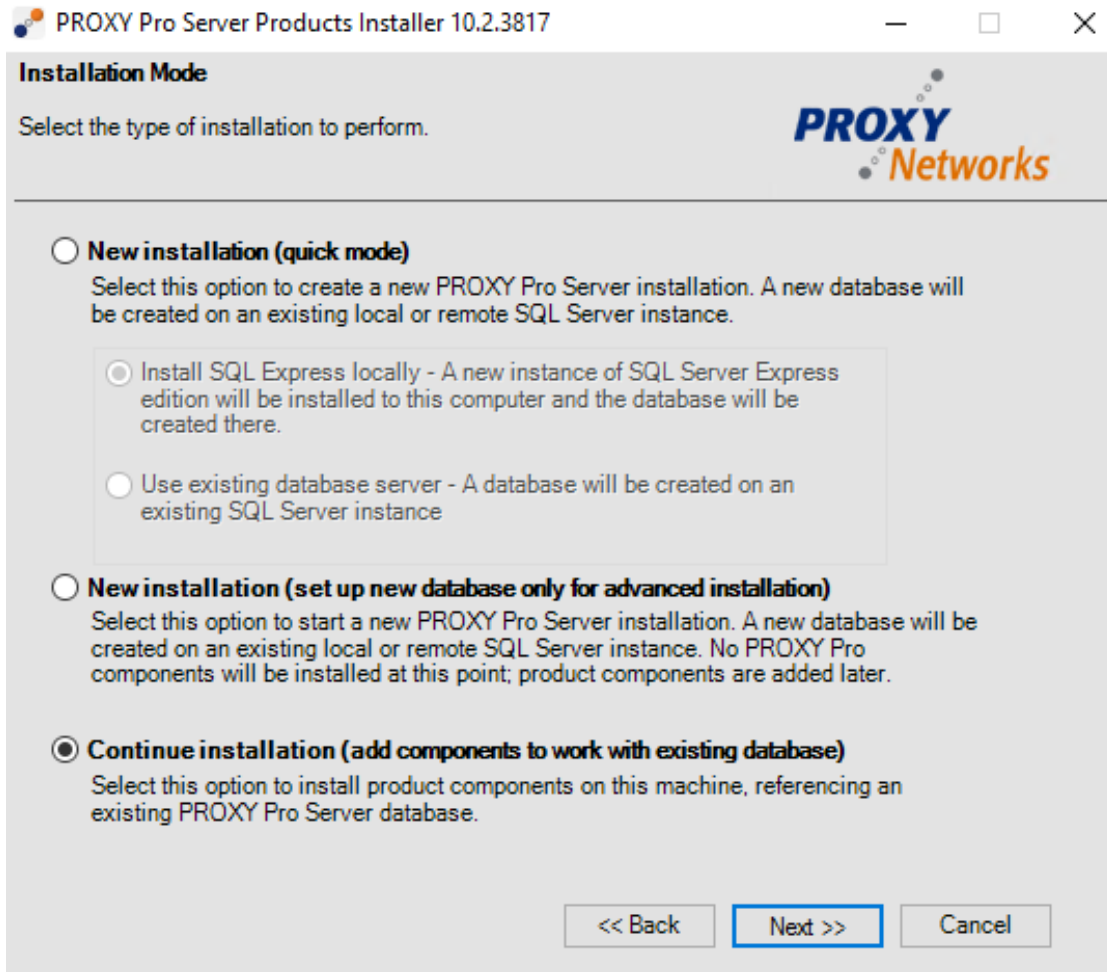 PROXY Pro Server Products Installer 10.2.3817
Installation Mode
Select the type of installation to perform.
PROXY
Networks
New installation (quick mode)
Select this option to create a new PROXY Pro Server installation. A new database will
be created on an existing local or remote SQL Server instance.
Install SQL Express locally - A new instance of SQL Server Express
edition will be installed to this computer and the database will be
created there.
Use existing database server - A database will be created on an
existing SQL Server instance
New installation (set up new database only for advanced installation)
Select this option to start a new PROXY Pro Server installation. A new database will be
created on an existing local or remote SQL Server instance. No PROXY Pro
components will be installed at this point; product components are added later.
Continue installation (add components to work with existing database)
Select this option to install product components on this machine, referencing an
existing PROXY Pro Server database.
<< Back
Next >>
Cancel